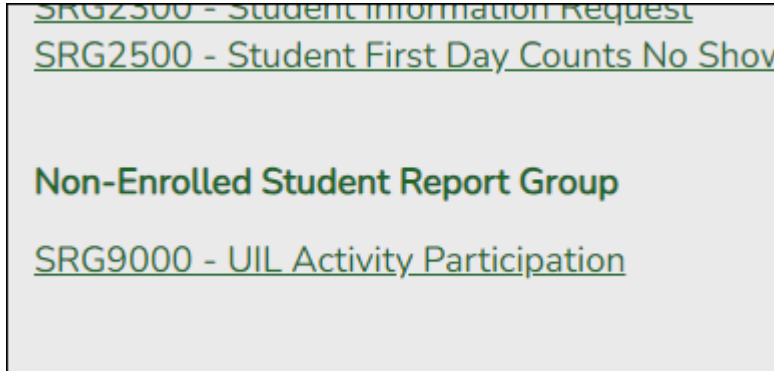 SRG2300 - Student Information Request
SRG2500 - Student First Day Counts No Show
Non-Enrolled Student Report Group
SRG9000 - UIL Activity Participation